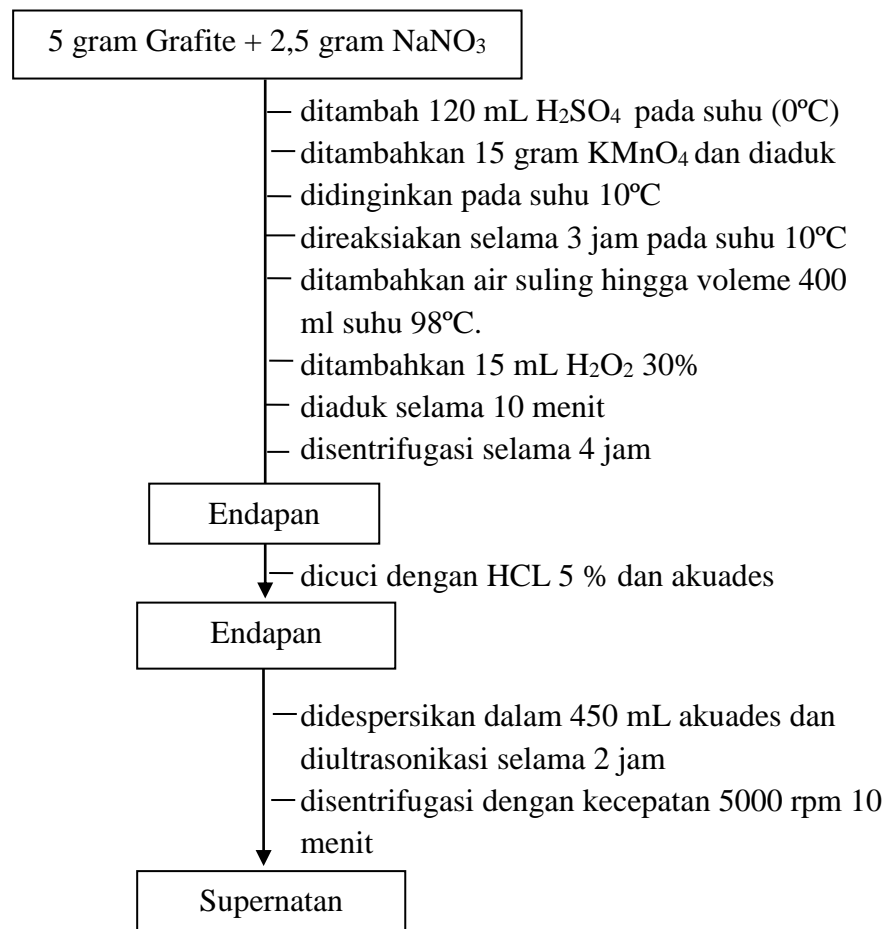 5 gram Grafite + 2,5 gram NaNO₃
ditambah 120 mL H₂SO₄ pada suhu (0ºC)
ditambahkan 15 gram KMnO₄ dan diaduk
didinginkan pada suhu 10ºC
direaksiakan selama 3 jam pada suhu 10ºC
ditambahkan air suling hingga voleme 400
ml suhu 98ºC.
ditambahkan 15 mL H₂O₂ 30%
diaduk selama 10 menit
disentrifugasi selama 4 jam
Endapan
dicuci dengan HCL 5 % dan akuades
Endapan
didespersikan dalam 450 mL akuades dan
diultrasonikasi selama 2 jam
disentrifugasi dengan kecepatan 5000 rpm 10
menit
Supernatan